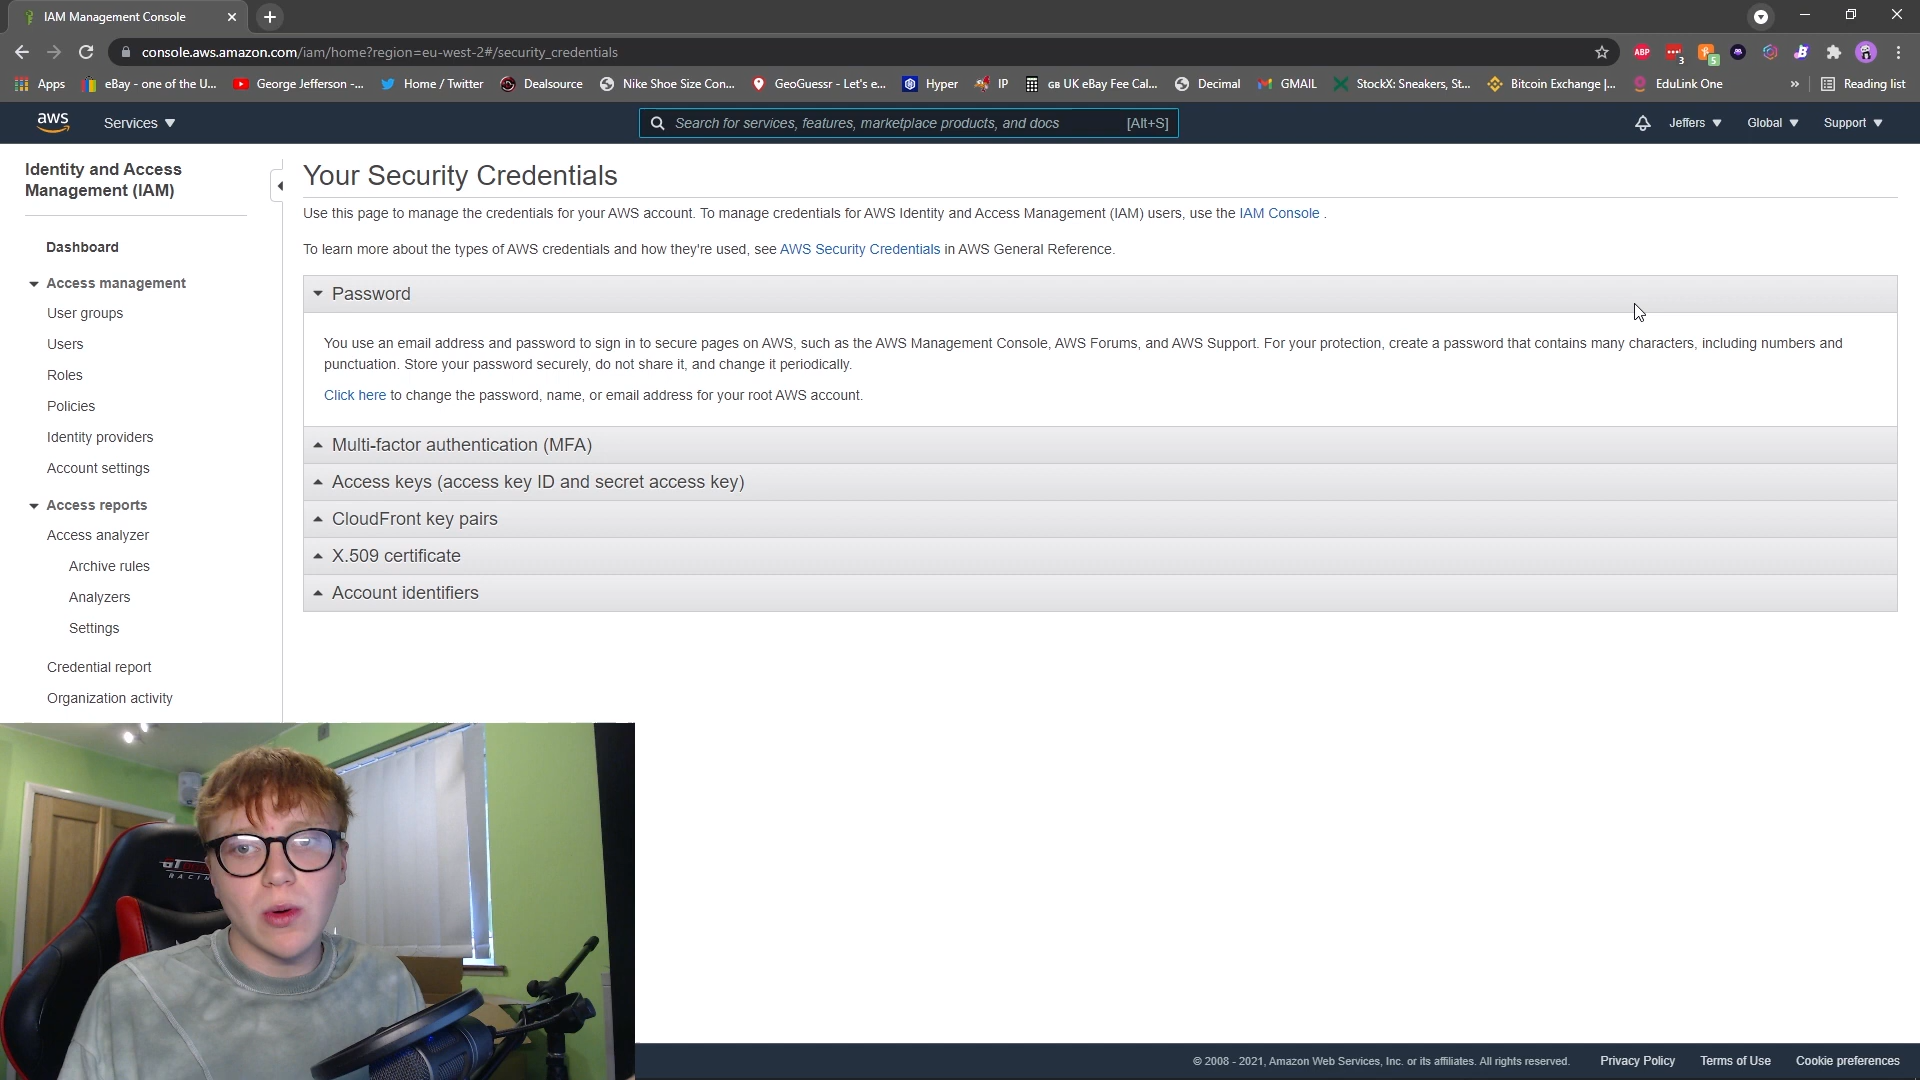 IAM Management Console
console.aws.amazon.com/iam/home?region=eu-west-2#/security_credentials
ABP
3
5
Apps
eBay - one of the U...
George Jefferson -...
Home / Twitter
Dealsource
Nike Shoe Size Con...
GeoGuessr - Let's e...
Hyper
IP
GB UK eBay Fee Cal...
Decimal
GMAIL
StockX: Sneakers, St...
Bitcoin Exchange |...
EduLink One
»
Reading list
aws
Services
Search for services, features, marketplace products, and docs
[Alt+S]
Jeffers
Global
Support
Identity and Access
Management (IAM)
Dashboard
Access management
User groups
Users
Roles
Policies
Identity providers
Account settings
Access reports
Access analyzer
Archive rules
Analyzers
Settings
Credential report
Organization activity
Your Security Credentials
Use this page to manage the credentials for your AWS account. To manage credentials for AWS Identity and Access Management (IAM) users, use the IAM Console .
To learn more about the types of AWS credentials and how they're used, see AWS Security Credentials in AWS General Reference.
Password
You use an email address and password to sign in to secure pages on AWS, such as the AWS Management Console, AWS Forums, and AWS Support. For your protection, create a password that contains many characters, including numbers and
punctuation. Store your password securely, do not share it, and change it periodically.
Click here to change the password, name, or email address for your root AWS account.
Multi-factor authentication (MFA)
Access keys (access key ID and secret access key)
CloudFront key pairs
X.509 certificate
Account identifiers
GT
RACIN
© 2008 - 2021, Amazon Web Services, Inc. or its affiliates. All rights reserved.
Privacy Policy
Terms of Use
Cookie preferences